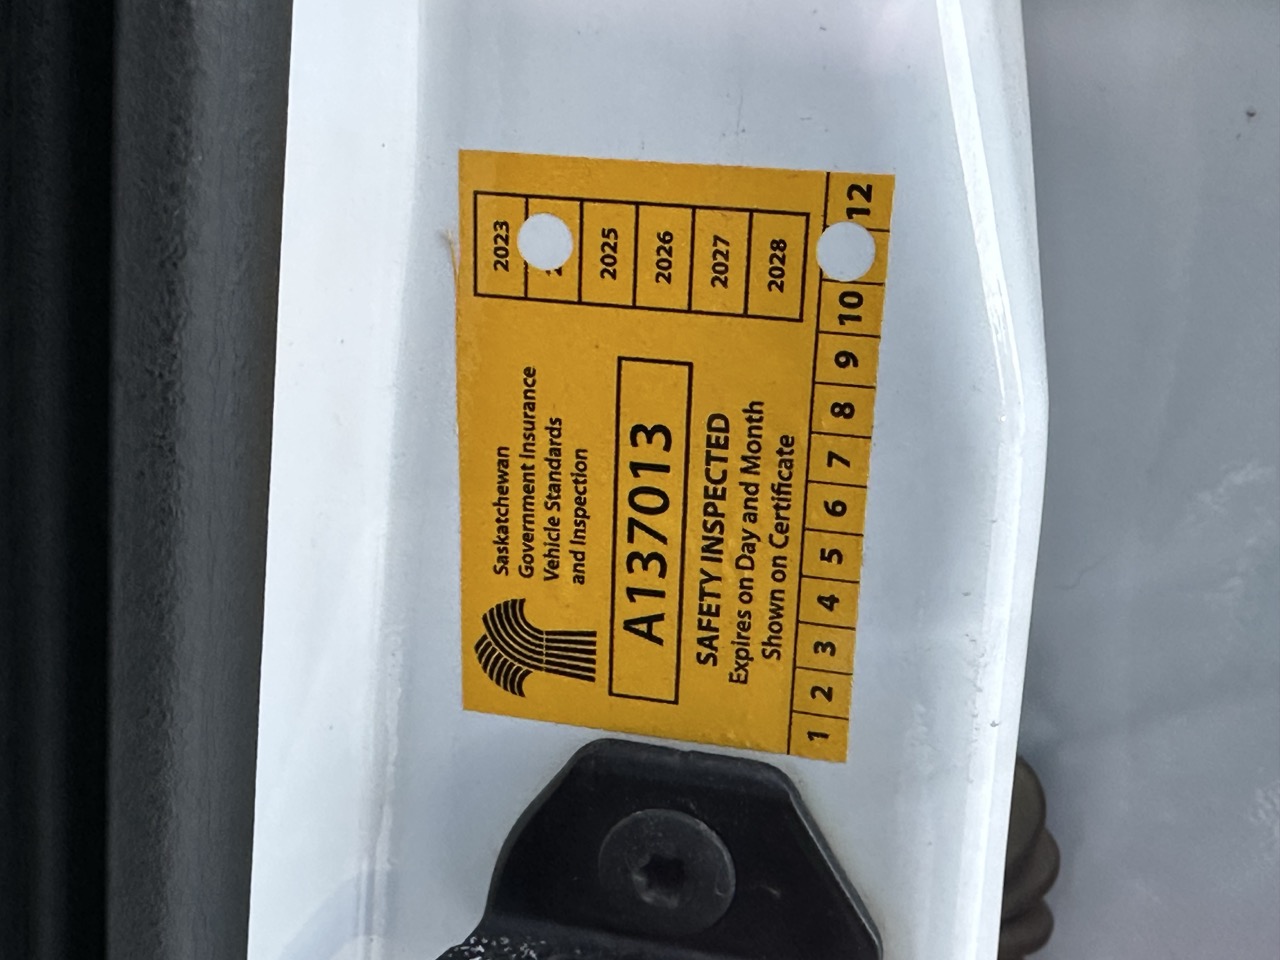 Saskatchewan
Government Insurance
Vehicle Standards
and Inspection
2023
2025
2026
2027
2028
A137013
SAFETY INSPECTED
Expires on Day and Month
Shown on Certificate
1 2 3 4 5 6 7 8 9 10 12